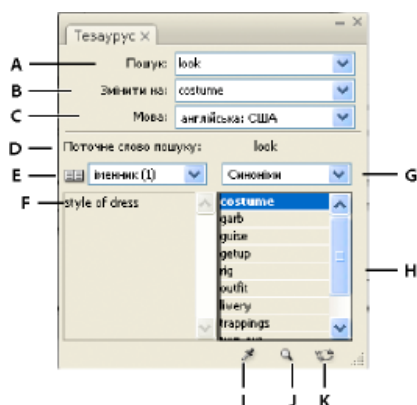 Тезаурус ×
A Пошук: look
B Змінити на: costume
C Мова: англійська: США
D Поточне слово пошуку: look
E іменник (1) Синоніми G
F style of dress costume
garb
guise
getup
rig H
outfit
livery
trappings
I J K